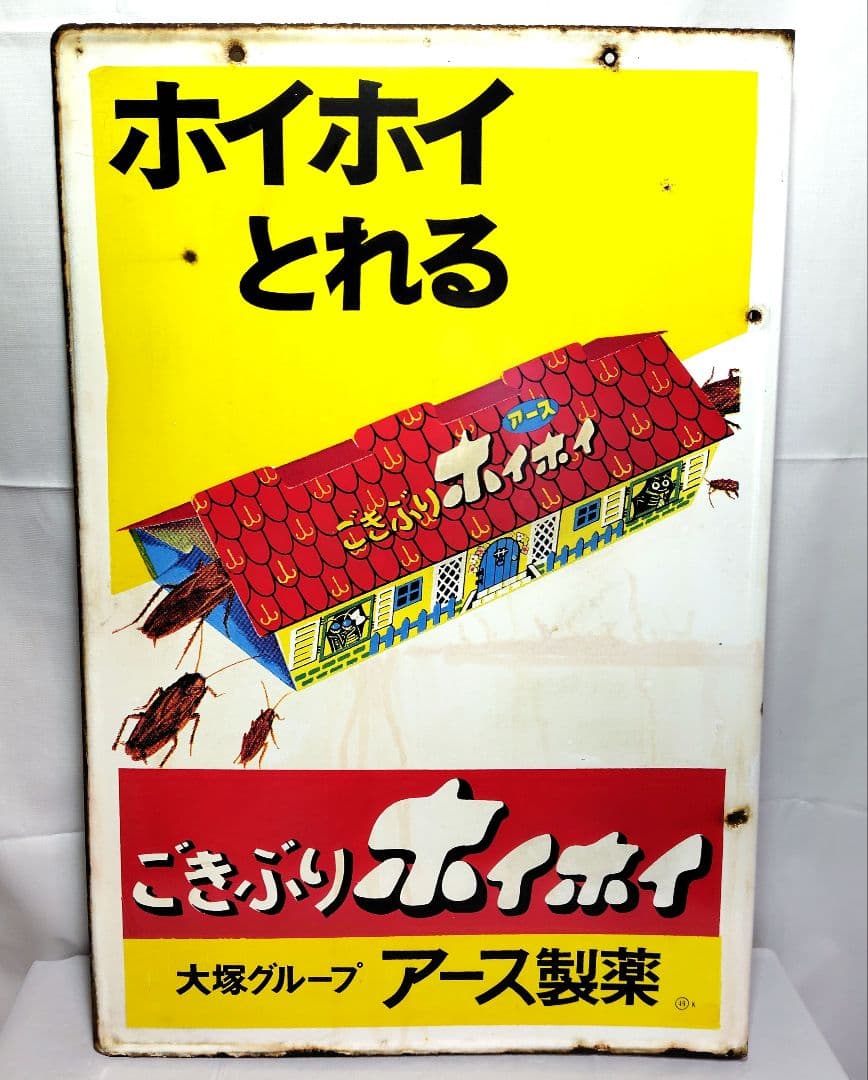 ホイホイ
とれる
アース
ごきぶりホイホイ
ごきぶりホイホイ
大塚グループ アース製薬
49 K